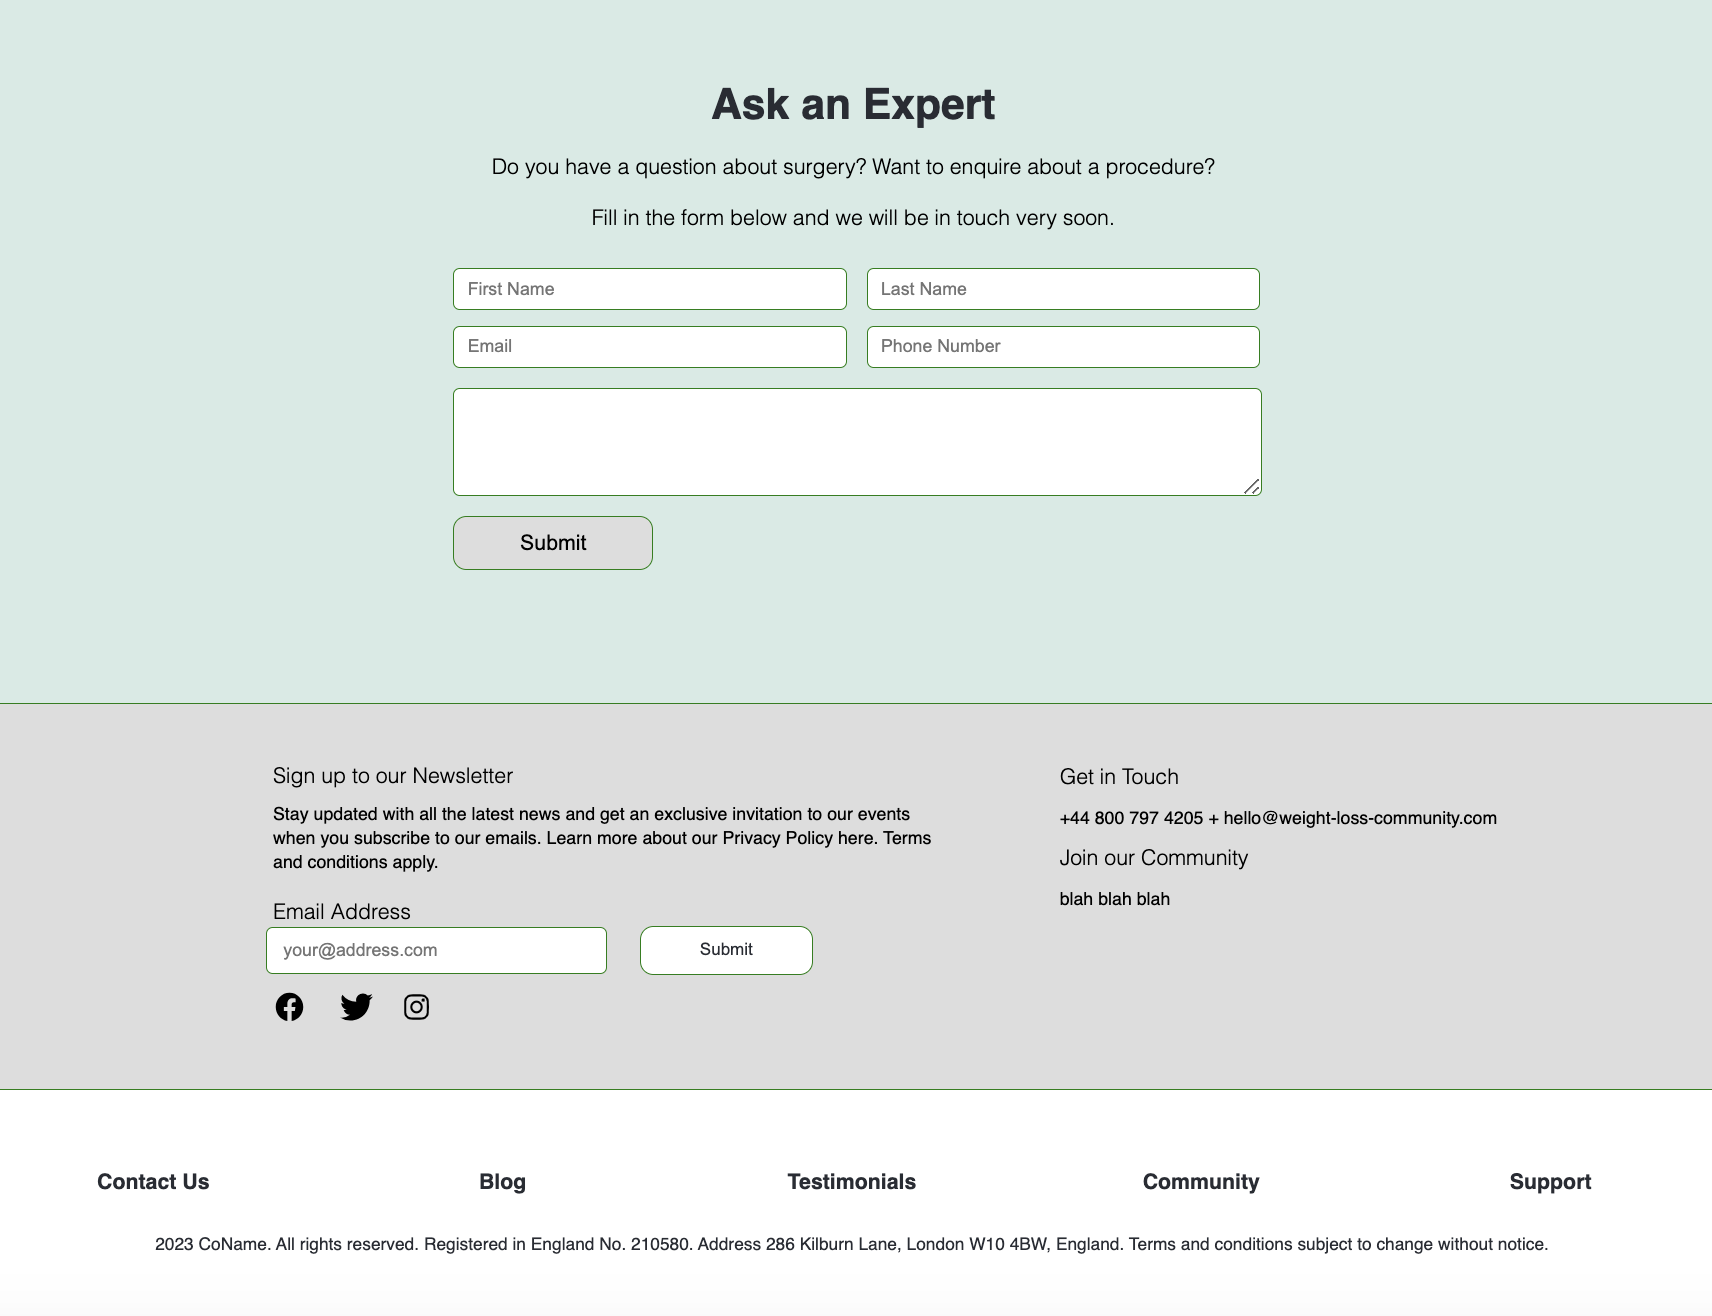 Ask an Expert
Do you have a question about surgery? Want to enquire about a procedure?
Fill in the form below and we will be in touch very soon.
First Name
Last Name
Email
Phone Number
Submit
Sign up to our Newsletter
Stay updated with all the latest news and get an exclusive invitation to our events
when you subscribe to our emails. Learn more about our Privacy Policy here. Terms
and conditions apply.
Email Address
your@address.com
Submit
Get in Touch
+44 800 797 4205 + hello@weight-loss-community.com
Join our Community
blah blah blah
Contact Us
Blog
Testimonials
Community
Support
2023 CoName. All rights reserved. Registered in England No. 210580. Address 286 Kilburn Lane, London W10 4BW, England. Terms and conditions subject to change without notice.